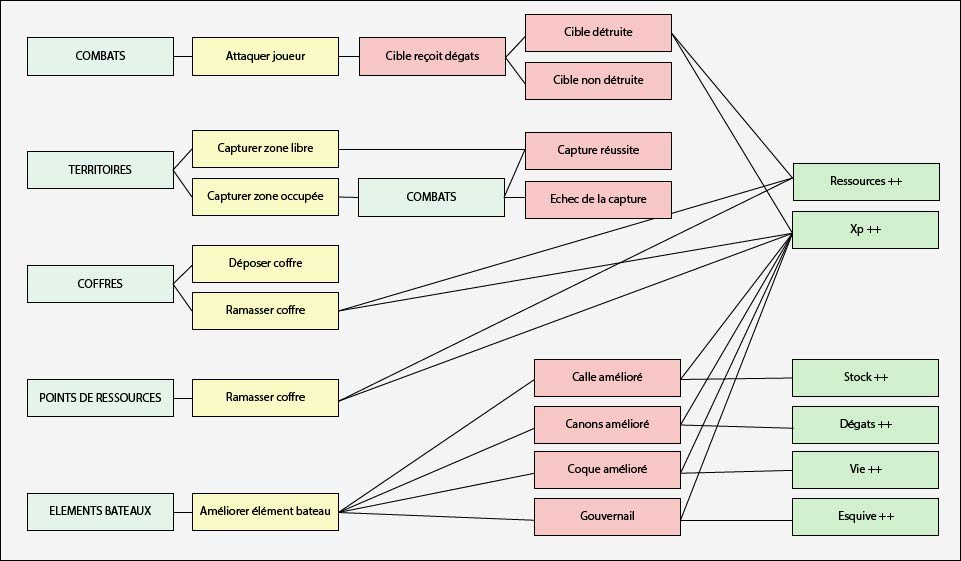 COMBATS
Attaquer joueur
Cible reçoit dégats
Cible détruite
Cible non détruite
TERRITOIRES
Capturer zone libre
Capturer zone occupée
COMBATS
Capture réussite
Echec de la capture
Ressources ++
Xp ++
COFFRES
Déposer coffre
Ramasser coffre
POINTS DE RESSOURCES
Ramasser coffre
Calle amélioré
Canons amélioré
Coque amélioré
Gouvernail
Stock ++
Dégats ++
Vie ++
Esquive ++
ELEMENTS BATEAUX
Améliorer élément bateau